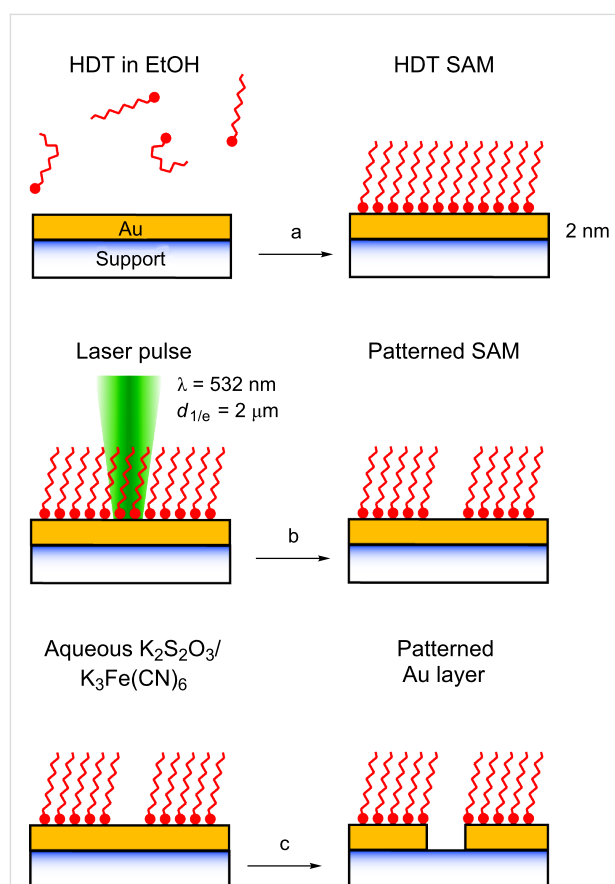 HDT in EtOH
HDT SAM
Au
Support
a
2 nm
Laser pulse
λ = 532 nm
d1/e = 2 μm
Patterned SAM
b
Aqueous K2S2O3/
K3Fe(CN)6
Patterned
Au layer
c